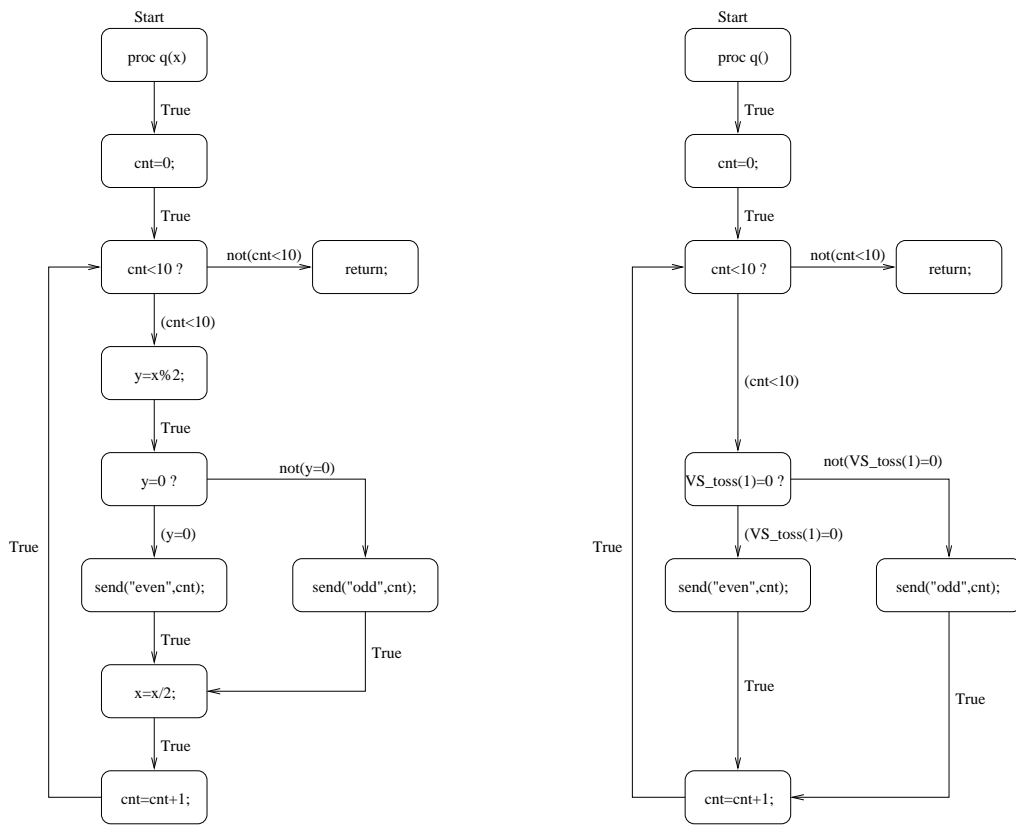 Start
proc q(x)
True
cnt=0;
True
cnt<10 ?
not(cnt<10)
return;
(cnt<10)
y=x%2;
True
y=0 ?
not(y=0)
(y=0)
True
send("even",cnt);
send("odd",cnt);
True
True
x=x/2;
True
cnt=cnt+1;
Start
proc q()
True
cnt=0;
True
cnt<10 ?
not(cnt<10)
return;
(cnt<10)
VS_toss(1)=0 ?
not(VS_toss(1)=0)
(VS_toss(1)=0)
True
send("even",cnt);
send("odd",cnt);
True
True
cnt=cnt+1;